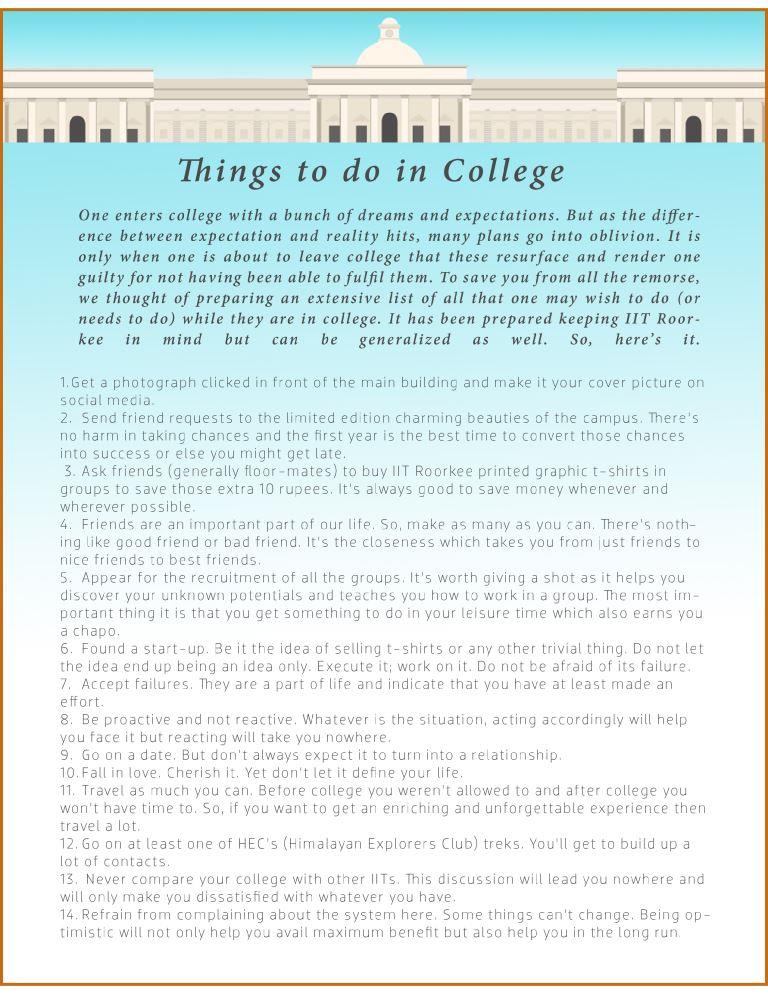 Things to do in College
One enters college with a bunch of dreams and expectations. But as the differ-
ence between expectation and reality hits, many plans go into oblivion. It is
only when one is about to leave college that these resurface and render one
guilty for not having been able to fulfil them. To save you from all the remorse,
we thought of preparing an extensive list of all that one may wish to do (or
needs to do) while they are in college. It has been prepared keeping IIT Roor-
kee in mind but can be generalized as well. So, here's it.
1.Get a photograph clicked in front of the main building and make it your cover picture on
social media.
2. Send friend requests to the limited edition charming beauties of the campus. There's
no harm in taking chances and the first year is the best time to convert those chances
into success or else you might get late.
3. Ask friends (generally floor-mates) to buy IIT Roorkee printed graphic t-shirts in
groups to save those extra 10 rupees. It's always good to save money whenever and
wherever possible.
4. Friends are an important part of our life. So, make as many as you can. There's noth-
ing like good friend or bad friend. It's the closeness which takes you from just friends to
nice friends to best friends.
5. Appear for the recruitment of all the groups. It's worth giving a shot as it helps you
discover your unknown potentials and teaches you how to work in a group. The most im-
portant thing it is that you get something to do in your leisure time which also earns you
a chapo.
6. Found a start-up. Be it the idea of selling t-shirts or any other trivial thing. Do not let
the idea end up being an idea only. Execute it; work on it. Do not be afraid of its failure.
7. Accept failures. They are a part of life and indicate that you have at least made an
effort.
8. Be proactive and not reactive. Whatever is the situation, acting accordingly will help
you face it but reacting will take you nowhere.
9. Go on a date. But don't always expect it to turn into a relationship.
10.Fall in love. Cherish it. Yet don't let it define your life.
11. Travel as much you can. Before college you weren't allowed to and after college you
won't have time to. So, if you want to get an enriching and unforgettable experience then
travel a lot.
12. Go on at least one of HEC's (Himalayan Explorers Club) treks. You'll get to build up a
lot of contacts.
13. Never compare your college with other IITs. This discussion will lead you nowhere and
will only make you dissatisfied with whatever you have.
14. Refrain from complaining about the system here. Some things can't change. Being op-
timistic will not only help you avail maximum benefit but also help you in the long run.